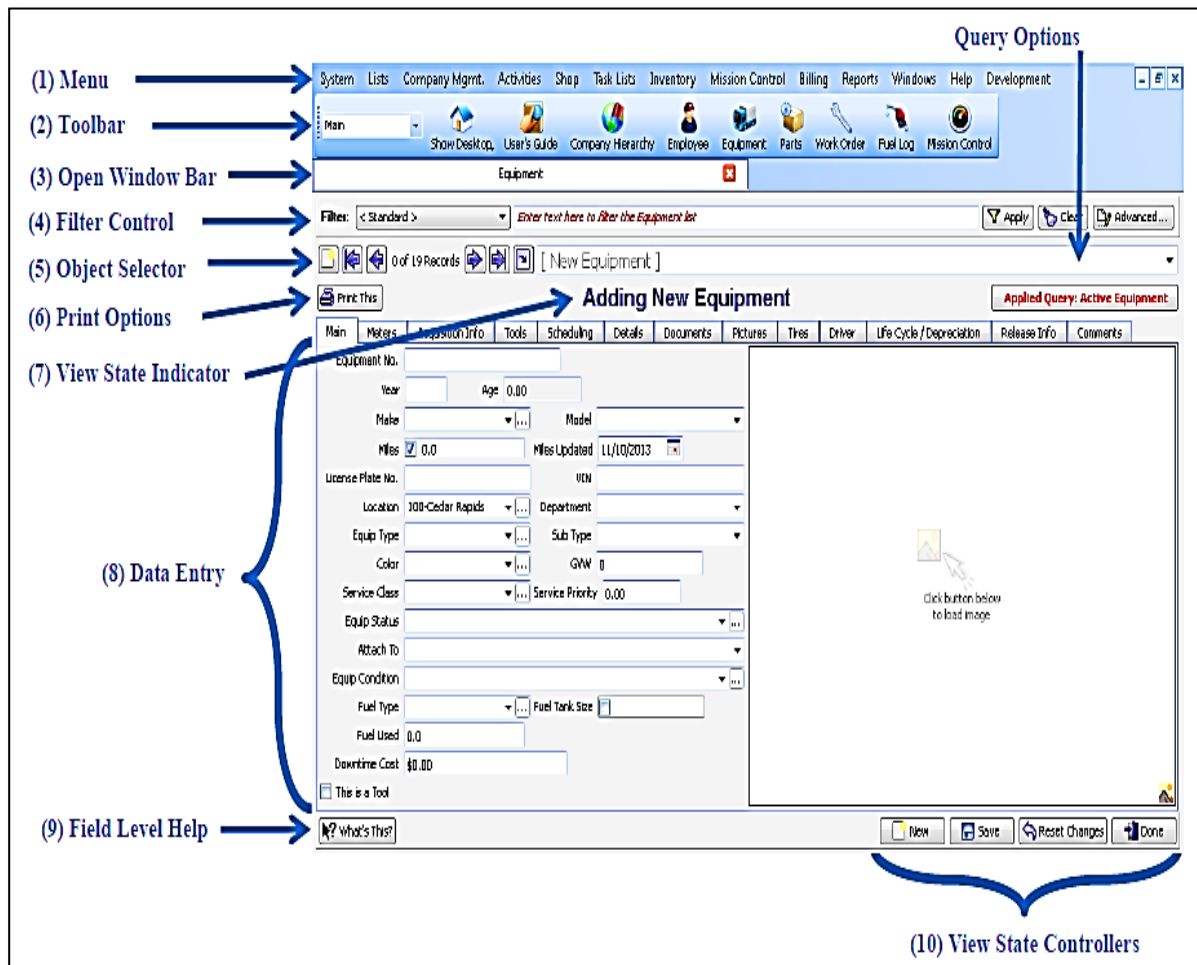 Query Options
(1) Menu
System Lists Company Mgmt. Activities Shop Task Lists Inventory Mission Control Billing Reports Windows Help Development
(2) Toolbar
Main
Show Desktop User's Guide Company Hierarchy Employee Equipment Parts Work Order Fuel Log Mission Control
(3) Open Window Bar
Equipment
(4) Filter Control
Filter: < Standard > Enter text here to filter the Equipment list Apply Clear Advanced...
(5) Object Selector
0 of 19 Records [ New Equipment ]
(6) Print Options
Print This Adding New Equipment Applied Query: Active Equipment
Main Meters Acquisition Info Tools Scheduling Details Documents Pictures Tires Driver Life Cycle / Depreciation Release Info Comments
(7) View State Indicator
Equipment No.
Year Age 0.00
Make ... Model
Miles 0.0 Miles Updated 11/10/2013
License Plate No. VIN
Location 100-Cedar Rapids ... Department
Equip Type ... Sub Type
(8) Data Entry
Color ... GVW 0
Service Class ... Service Priority 0.00
Click button below
to load image
Equip Status ...
Attach To
Equip Condition ...
Fuel Type ... Fuel Tank Size
Fuel Used 0.0
Downtime Cost $0.00
This is a Tool
(9) Field Level Help
What's This? New Save Reset Changes Done
(10) View State Controllers